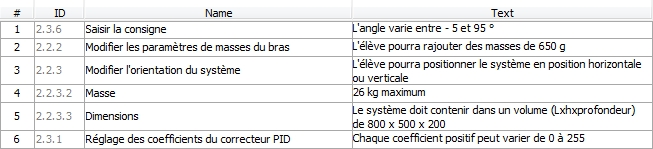 # ID Name Text
1 2.3.6 Saisir la consigne L'angle varie entre - 5 et 95 °
2 2.2.2 Modifier les paramètres de masses du bras L'élève pourra rajouter des masses de 650 g
3 2.2.3 Modifier l'orientation du système L'élève pourra positionner le système en position horizontale
ou verticale
4 2.2.3.2 Masse 26 kg maximum
5 2.2.3.3 Dimensions Le système doit contenir dans un volume (Lxhxprofondeur)
de 800 x 500 x 200
6 2.3.1 Réglage des coefficients du correcteur PID Chaque coefficient positif peut varier de 0 à 255